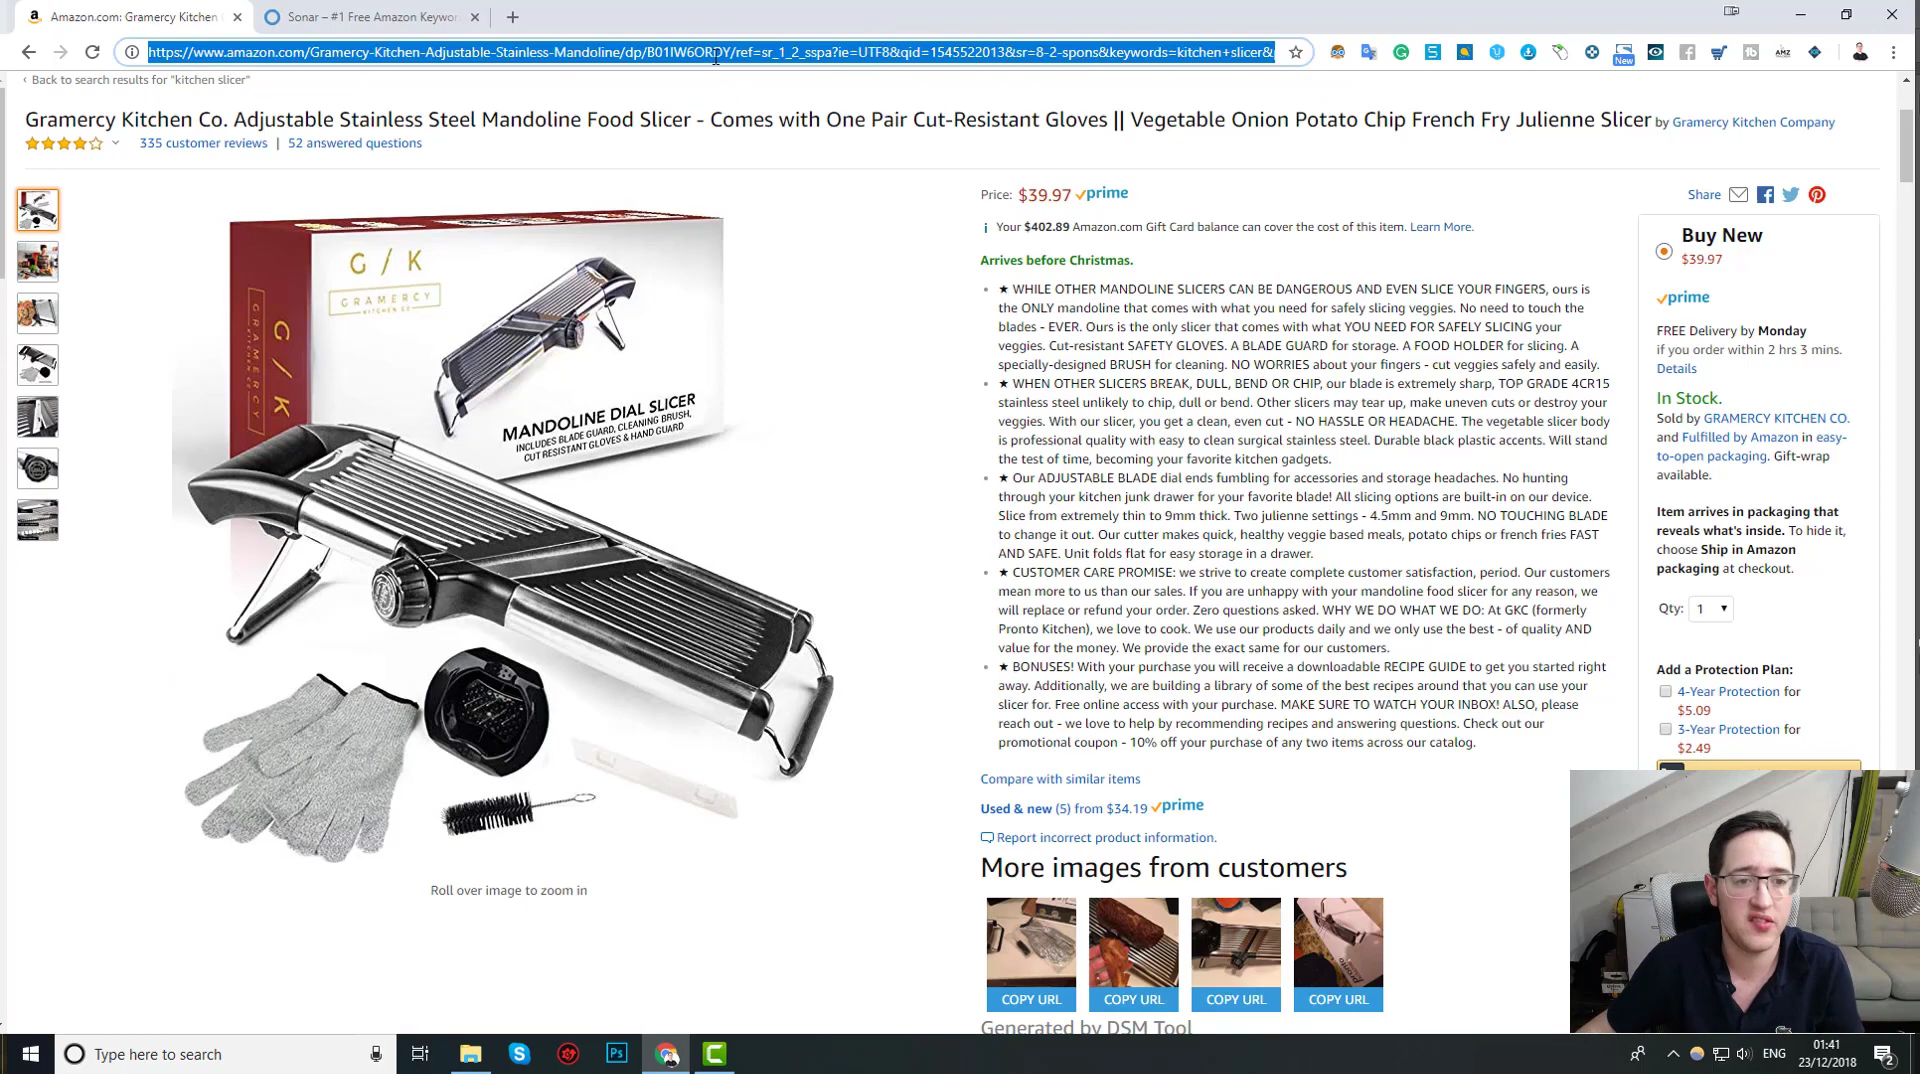 Amazon.com: Gramercy Kitchen
Sonar – #1 Free Amazon Keywor
https://www.amazon.com/Gramercy-Kitchen-Adjustable-Stainless-Mandoline/dp/B01IW6ORDY/ref=sr_1_2_sspa?ie=UTF8&qid=1545522013&sr=8-2-spons&keywords=kitchen+slicer&
New
Back to search results for "kitchen slicer"
Gramercy Kitchen Co. Adjustable Stainless Steel Mandoline Food Slicer - Comes with One Pair Cut-Resistant Gloves || Vegetable Onion Potato Chip French Fry Julienne Slicer by Gramercy Kitchen Company
335 customer reviews | 52 answered questions
G / K
GRAMERCY
KITCHEN CO
G / K
GRAMERCY
MANDOLINE DIAL SLICER
INCLUDES BLADE GUARD, CLEANING BRUSH,
CUT RESISTANT GLOVES & HAND GUARD
Roll over image to zoom in
Price: $39.97 prime
Your $402.89 Amazon.com Gift Card balance can cover the cost of this item. Learn More.
Arrives before Christmas.
★ WHILE OTHER MANDOLINE SLICERS CAN BE DANGEROUS AND EVEN SLICE YOUR FINGERS, ours is
the ONLY mandoline that comes with what you need for safely slicing veggies. No need to touch the
blades - EVER. Ours is the only slicer that comes with what YOU NEED FOR SAFELY SLICING your
veggies. Cut-resistant SAFETY GLOVES. A BLADE GUARD for storage. A FOOD HOLDER for slicing. A
specially-designed BRUSH for cleaning. NO WORRIES about your fingers - cut veggies safely and easily.
★ WHEN OTHER SLICERS BREAK, DULL, BEND OR CHIP, our blade is extremely sharp, TOP GRADE 4CR15
stainless steel unlikely to chip, dull or bend. Other slicers may tear up, make uneven cuts or destroy your
veggies. With our slicer, you get a clean, even cut - NO HASSLE OR HEADACHE. The vegetable slicer body
is professional quality with easy to clean surgical stainless steel. Durable black plastic accents. Will stand
the test of time, becoming your favorite kitchen gadgets.
★ Our ADJUSTABLE BLADE dial ends fumbling for accessories and storage headaches. No hunting
through your kitchen junk drawer for your favorite blade! All slicing options are built-in on our device.
Slice from extremely thin to 9mm thick. Two julienne settings - 4.5mm and 9mm. NO TOUCHING BLADE
to change it out. Our cutter makes quick, healthy veggie based meals, potato chips or french fries FAST
AND SAFE. Unit folds flat for easy storage in a drawer.
★ CUSTOMER CARE PROMISE: we strive to create complete customer satisfaction, period. Our customers
mean more to us than our sales. If you are unhappy with your mandoline food slicer for any reason, we
will replace or refund your order. Zero questions asked. WHY WE DO WHAT WE DO: At GKC (formerly
Pronto Kitchen), we love to cook. We use our products daily and we only use the best - of quality AND
value for the money. We provide the exact same for our customers.
★ BONUSES! With your purchase you will receive a downloadable RECIPE GUIDE to get you started right
away. Additionally, we are building a library of some of the best recipes around that you can use your
slicer for. Free online access with your purchase. MAKE SURE TO WATCH YOUR INBOX! ALSO, please
reach out - we love to help by recommending recipes and answering questions. Check out our
promotional coupon - 10% off your purchase of any two items across our catalog.
Compare with similar items
Used & new (5) from $34.19 prime
Report incorrect product information.
More images from customers
COPY URL
COPY URL
COPY URL
COPY URL
Generated by DSM Tool
Share
Buy New
$39.97
prime
FREE Delivery by Monday
if you order within 2 hrs 3 mins.
Details
In Stock.
Sold by GRAMERCY KITCHEN CO.
and Fulfilled by Amazon in easy-
to-open packaging. Gift-wrap
available.
Item arrives in packaging that
reveals what's inside. To hide it,
choose Ship in Amazon
packaging at checkout.
Qty: 1
Add a Protection Plan:
4-Year Protection for
$5.09
3-Year Protection for
$2.49
Type here to search
Ps
ENG
01:41
23/12/2018
2